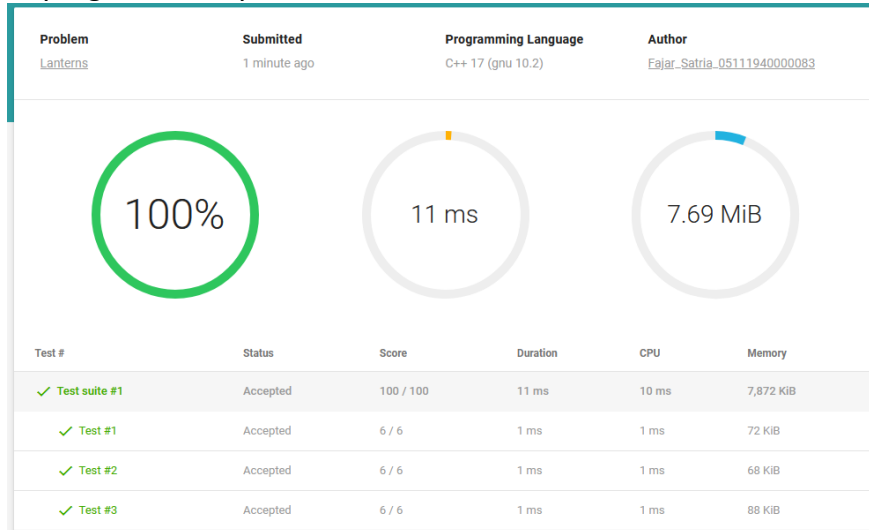 Problem Submitted Programming Language Author
Lanterns 1 minute ago C++ 17 (gnu 10.2) Fajar_Satria_05111940000083
100% 11 ms 7.69 MiB
Test # Status Score Duration CPU Memory
Test suite #1 Accepted 100 / 100 11 ms 10 ms 7,872 KiB
Test #1 Accepted 6 / 6 1 ms 1 ms 72 KiB
Test #2 Accepted 6 / 6 1 ms 1 ms 68 KiB
Test #3 Accepted 6 / 6 1 ms 1 ms 88 KiB